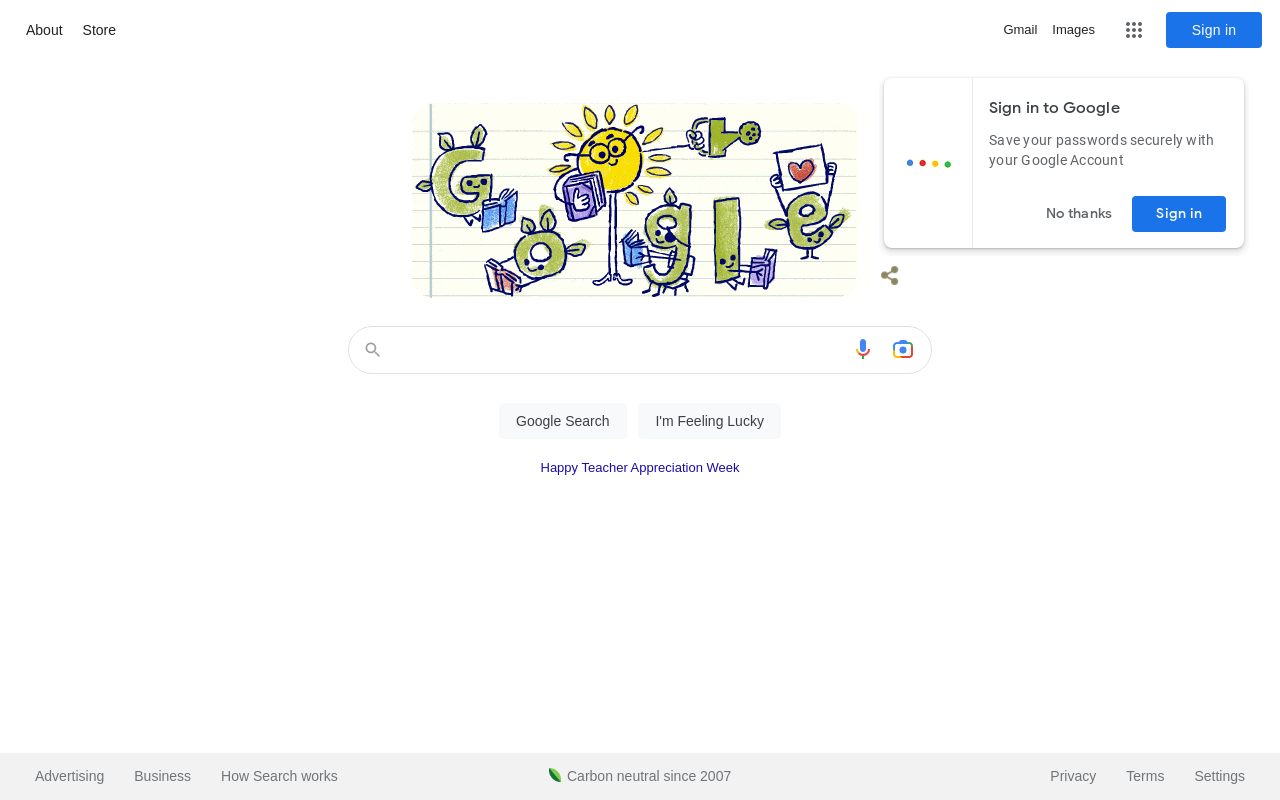 About Store
Gmail Images
Sign in
Google
Sign in to Google
Save your passwords securely with
your Google Account
No thanks
Sign in
Google Search
I'm Feeling Lucky
Happy Teacher Appreciation Week
Advertising Business How Search works
Carbon neutral since 2007
Privacy Terms Settings